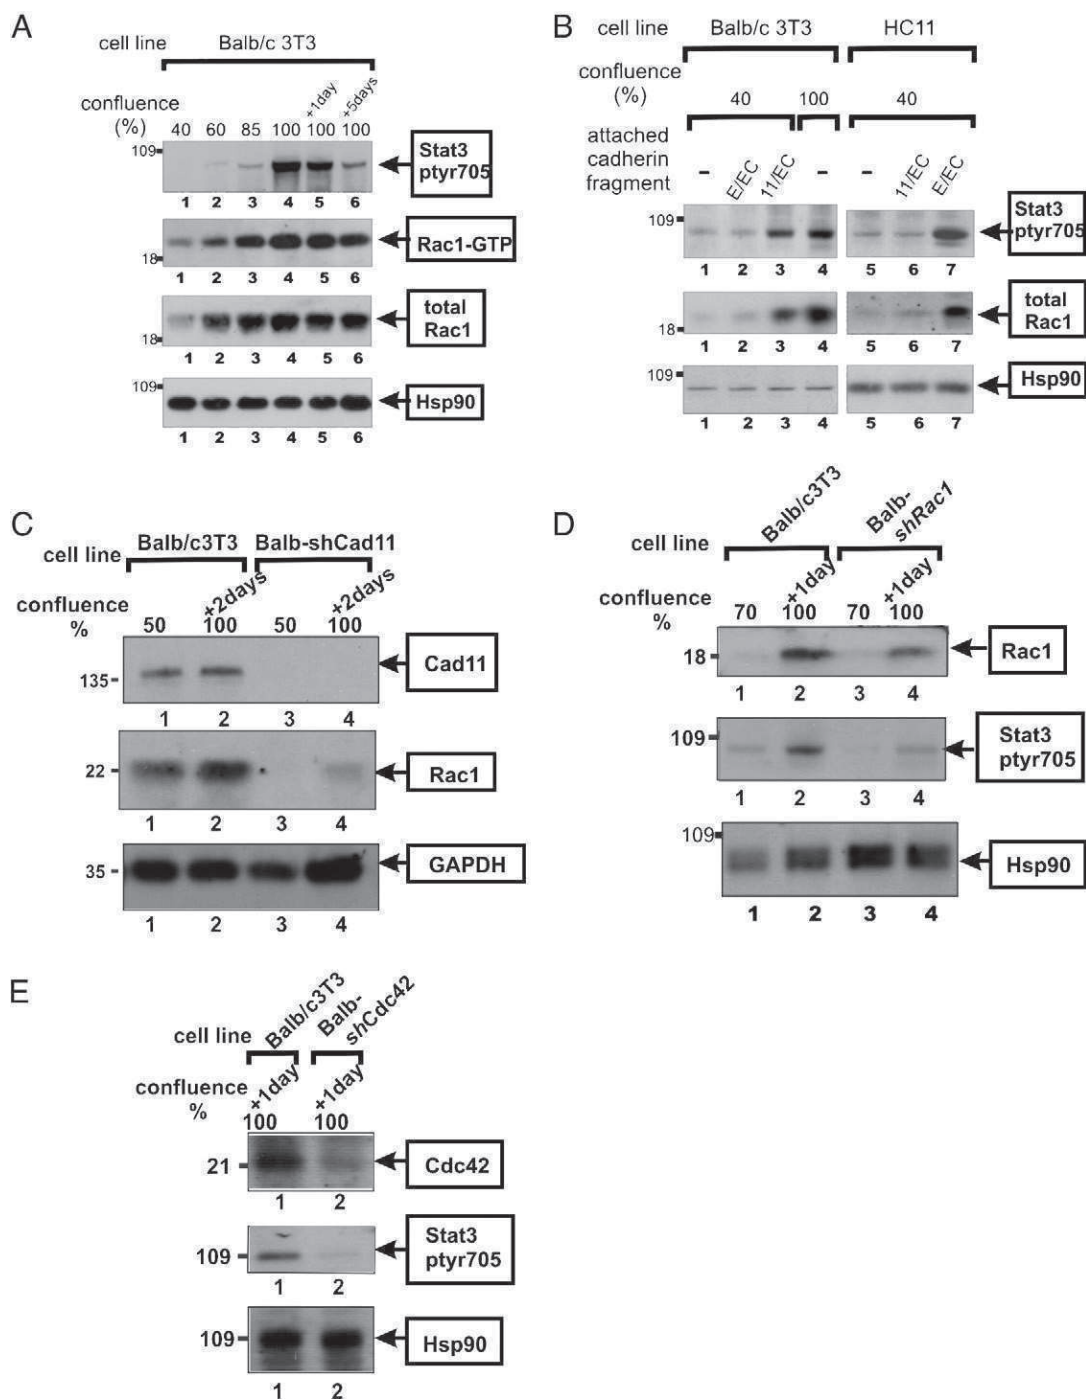 A
cell line Balb/c 3T3
confluence (%) 40 60 85 100 +1day 100 +5days 100
109 Stat3 ptyr705
1 2 3 4 5 6
Rac1-GTP
18
1 2 3 4 5 6
total Rac1
18
1 2 3 4 5 6
109
Hsp90
1 2 3 4 5 6
B
cell line Balb/c 3T3 HC11
confluence (%) 40 100 40
attached cadherin fragment - E/EC 11/EC - - 11/EC E/EC
109 Stat3 ptyr705
1 2 3 4 5 6 7
total Rac1
18
1 2 3 4 5 6 7
109
Hsp90
1 2 3 4 5 6 7
C
cell line Balb/c3T3 Balb-shCad11
confluence % 50 +2days 100 50 +2days 100
Cad11
135
1 2 3 4
22 Rac1
1 2 3 4
35 GAPDH
1 2 3 4
D
cell line Balb/c3T3 Balb-shRac1
confluence % 70 +1day 100 70 +1day 100
18 Rac1
1 2 3 4
109 Stat3 ptyr705
1 2 3 4
109
Hsp90
1 2 3 4
E
cell line Balb/c3T3 Balb-shCdc42
confluence % +1day 100 +1day 100
21 Cdc42
1 2
109 Stat3 ptyr705
1 2
109 Hsp90
1 2